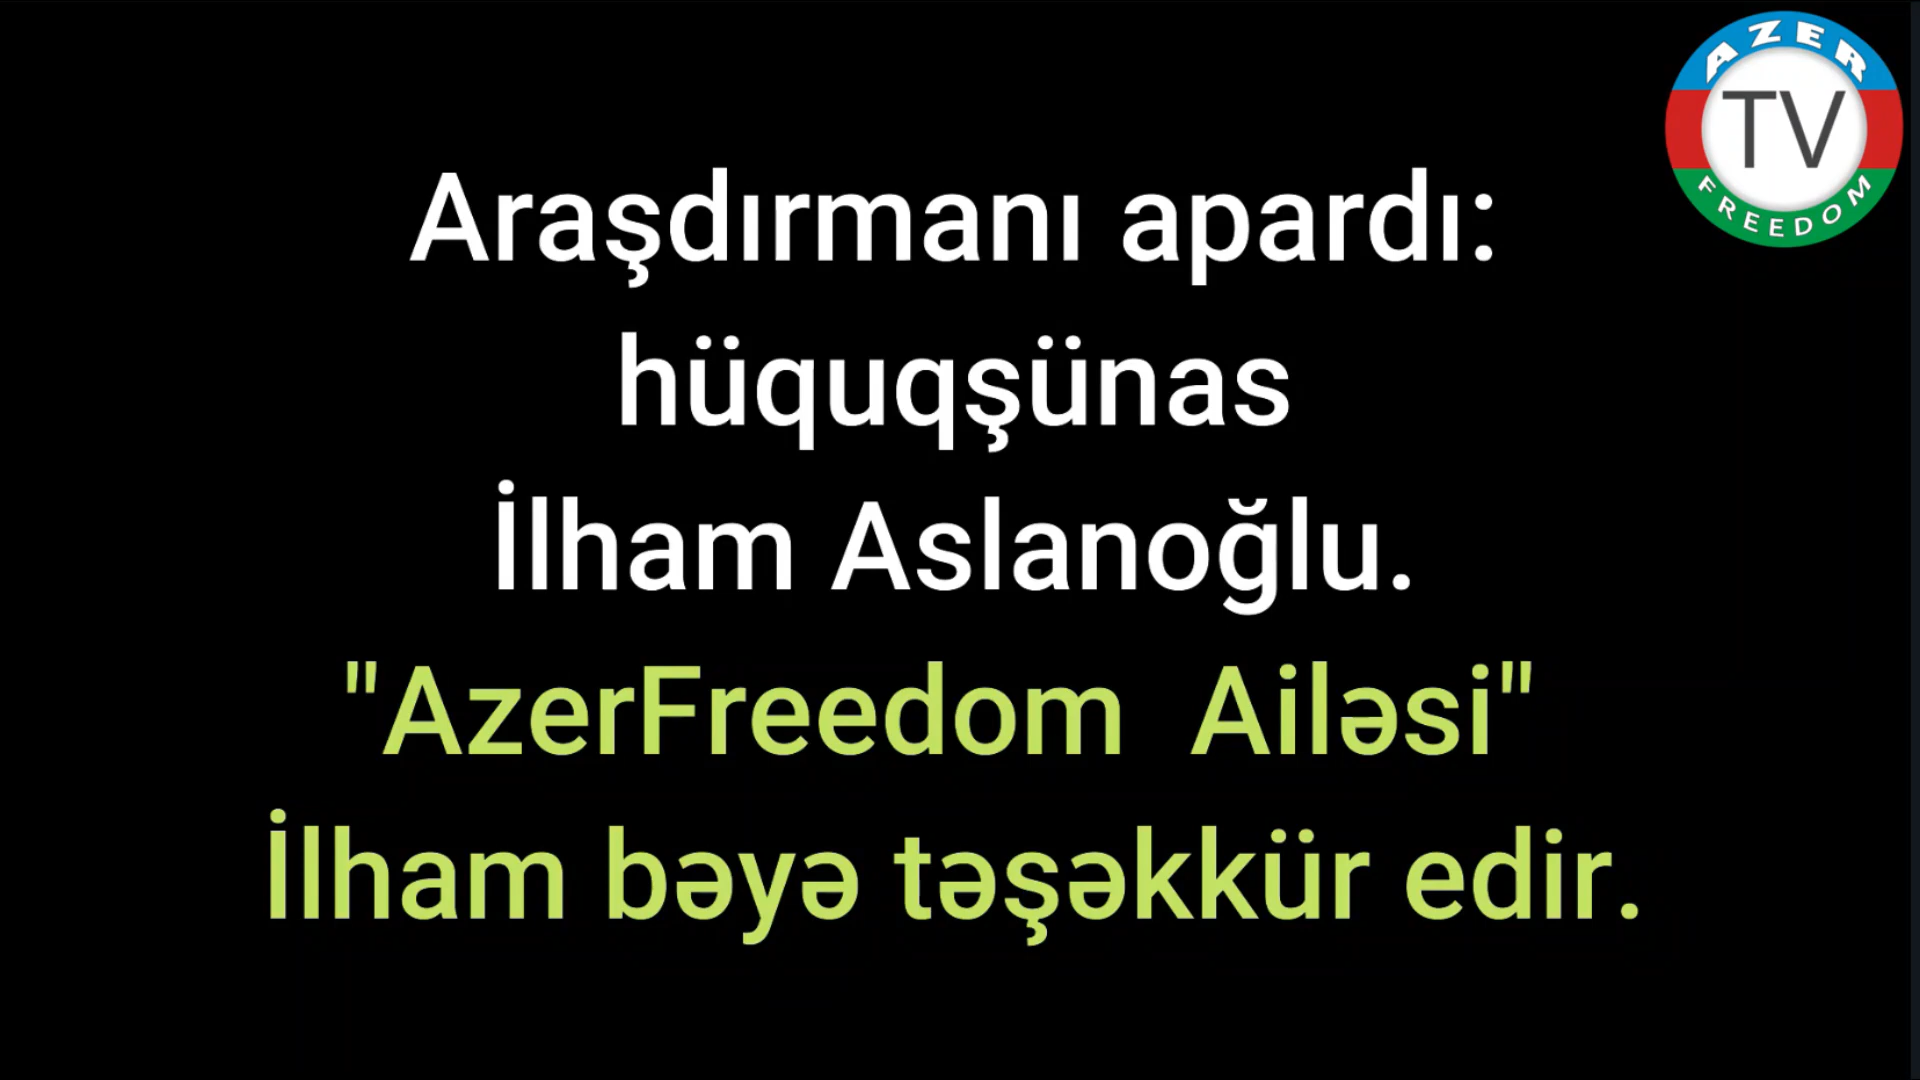 AZER
TV
FREEDOM
Araşdırmanı apardı:
hüquqşünas
İlham Aslanoğlu.
"AzerFreedom Ailəsi"
İlham bəyə təşəkkür edir.